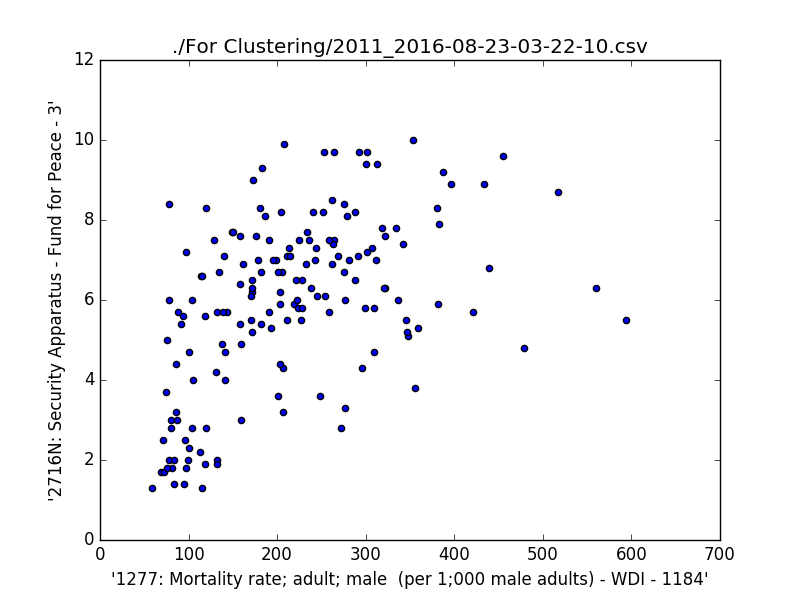 ./For Clustering/2011_2016-08-23-03-22-10.csv
'2716N: Security Apparatus - Fund for Peace - 3'
12
10
8
6
4
2
0
0 100 200 300 400 500 600 700
'1277: Mortality rate; adult; male  (per 1;000 male adults) - WDI - 1184'